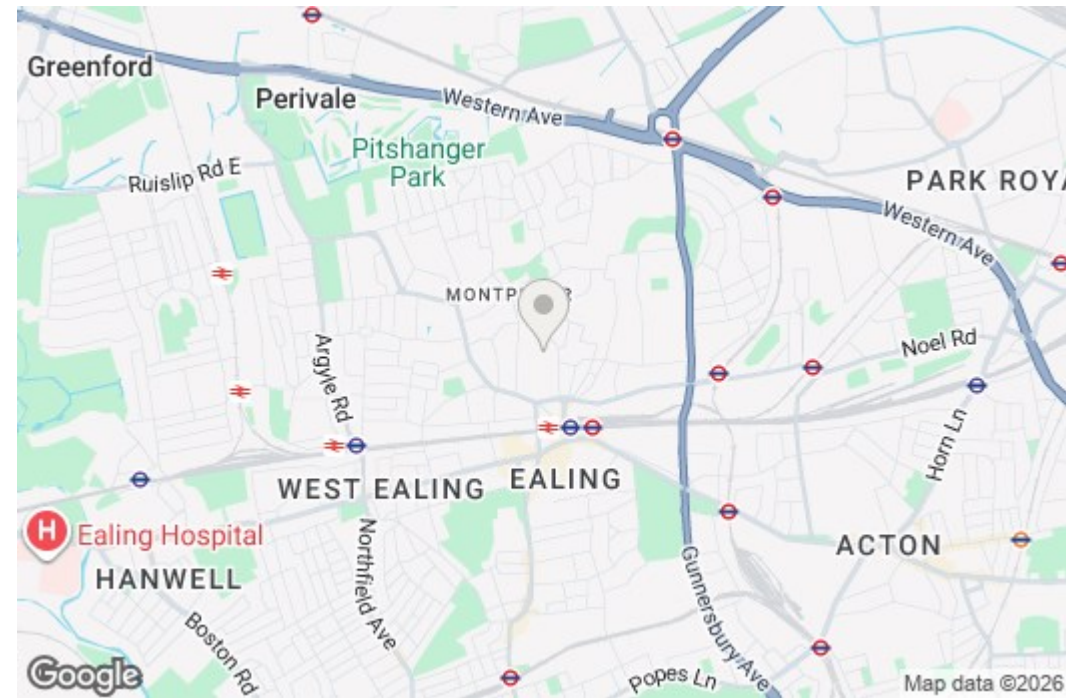 Greenford
Perivale
Western Ave
Pitshanger
Park
Ruislip Rd E
PARK ROYA
Western Ave
Argyle Rd
Noel Rd
Horn Ln
WEST EALING
EALING
H
Ealing Hospital
HANWELL
Northfield Ave
Gunnersbury Ave
ACTON
Boston Rd
Popes Ln
Google
Map data ©2026